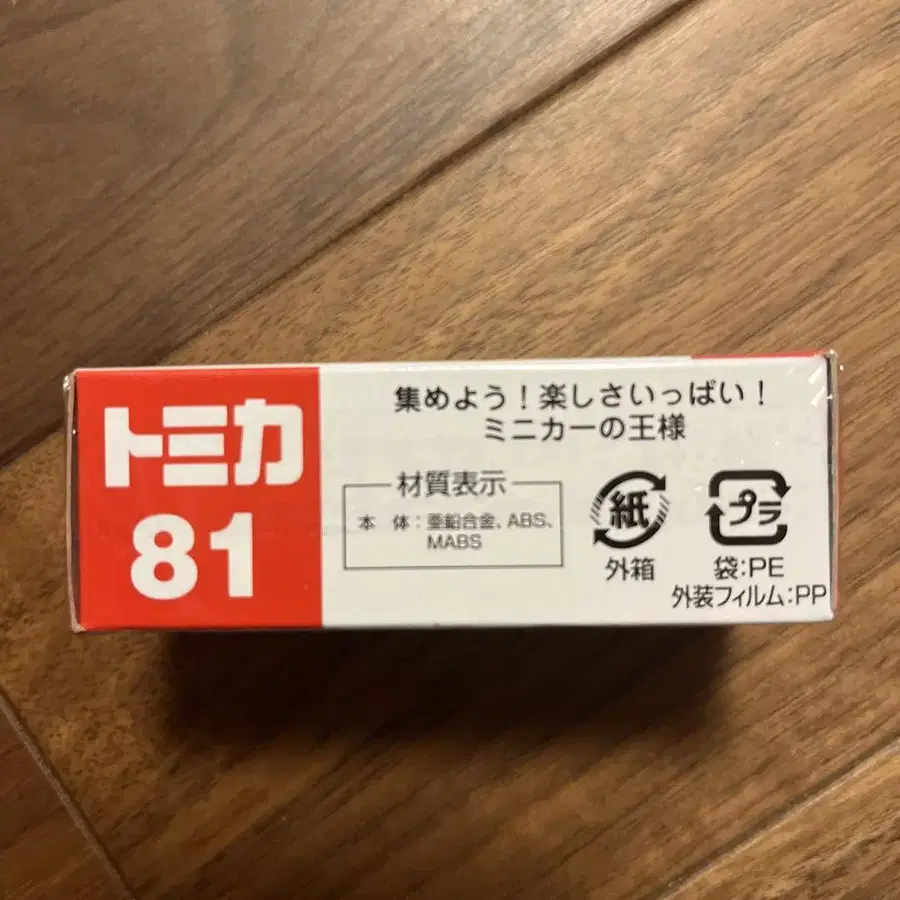 トミカ
81
集めよう!楽しさいっぱい!
ミニカーの王様
材質表示
本 体:亜鉛合金、ABS、
MABS
紙
外箱
プラ
袋:PE
外装フィルム:PP